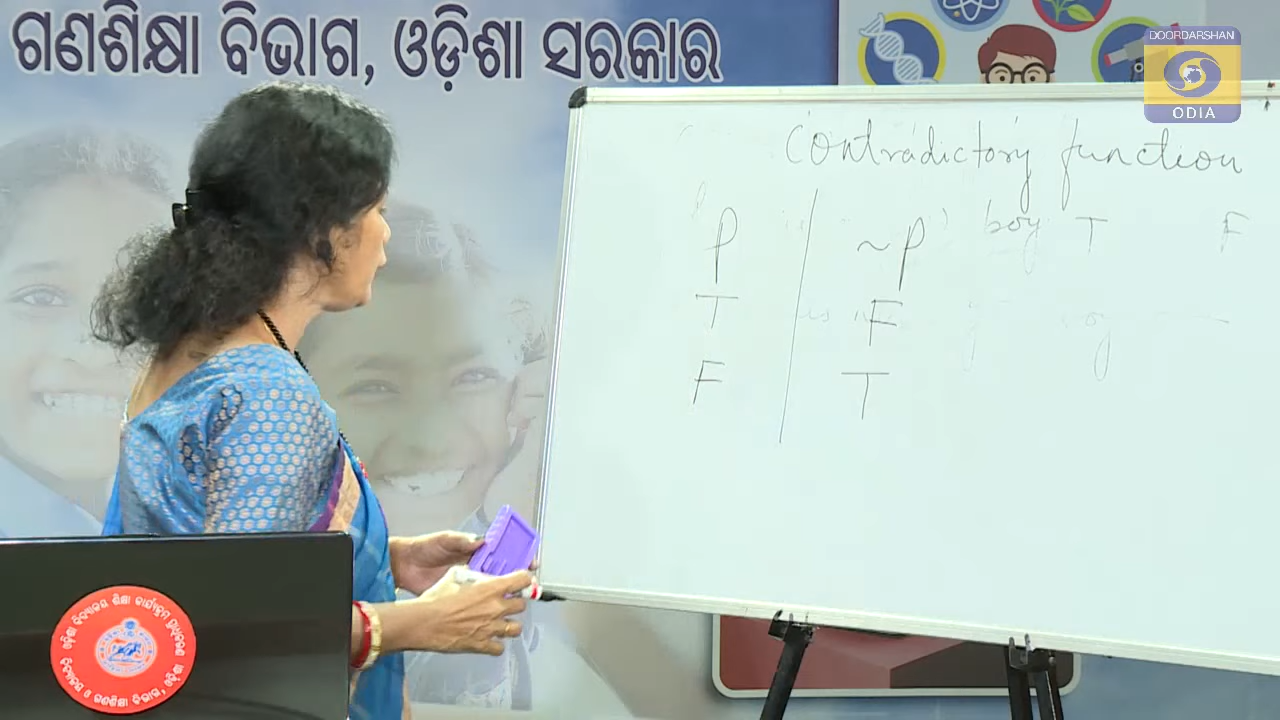 ଗଣଶିକ୍ଷା ବିଭାଗ, ଓଡ଼ିଶା ସରକାର
DOORDARSHAN
ODIA
Contradictory function
P ~P boy T F
T F
F T